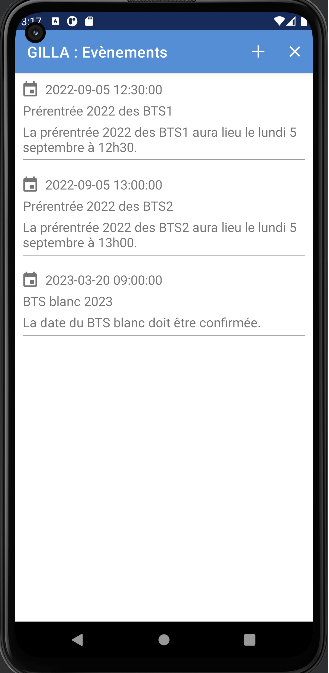 GILLA : Evènements
2022-09-05 12:30:00
Prérentrée 2022 des BTS1
La prérentrée 2022 des BTS1 aura lieu le lundi 5
septembre à 12h30.
2022-09-05 13:00:00
Prérentrée 2022 des BTS2
La prérentrée 2022 des BTS2 aura lieu le lundi 5
septembre à 13h00.
2023-03-20 09:00:00
BTS blanc 2023
La date du BTS blanc doit être confirmée.